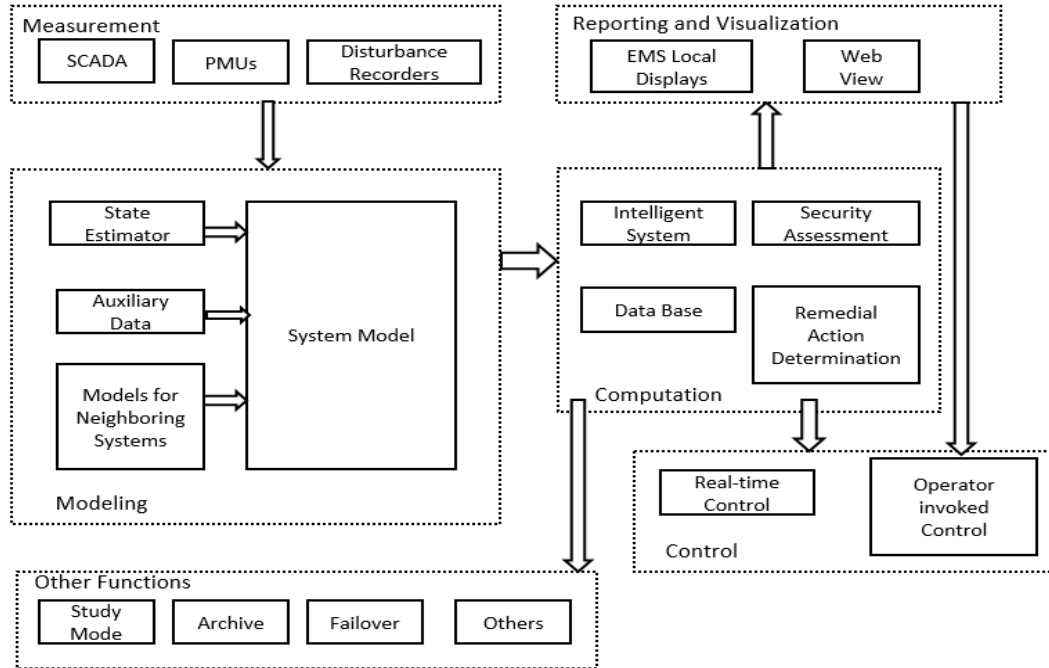 Measurement
SCADA
PMUs
Disturbance
Recorders
Reporting and Visualization
EMS Local
Displays
Web
View
State
Estimator
Auxiliary
Data
Models for
Neighboring
Systems
System Model
Modeling
Intelligent
System
Security
Assessment
Data Base
Remedial
Action
Determination
Computation
Real-time
Control
Operator
invoked
Control
Control
Other Functions
Study
Mode
Archive
Failover
Others